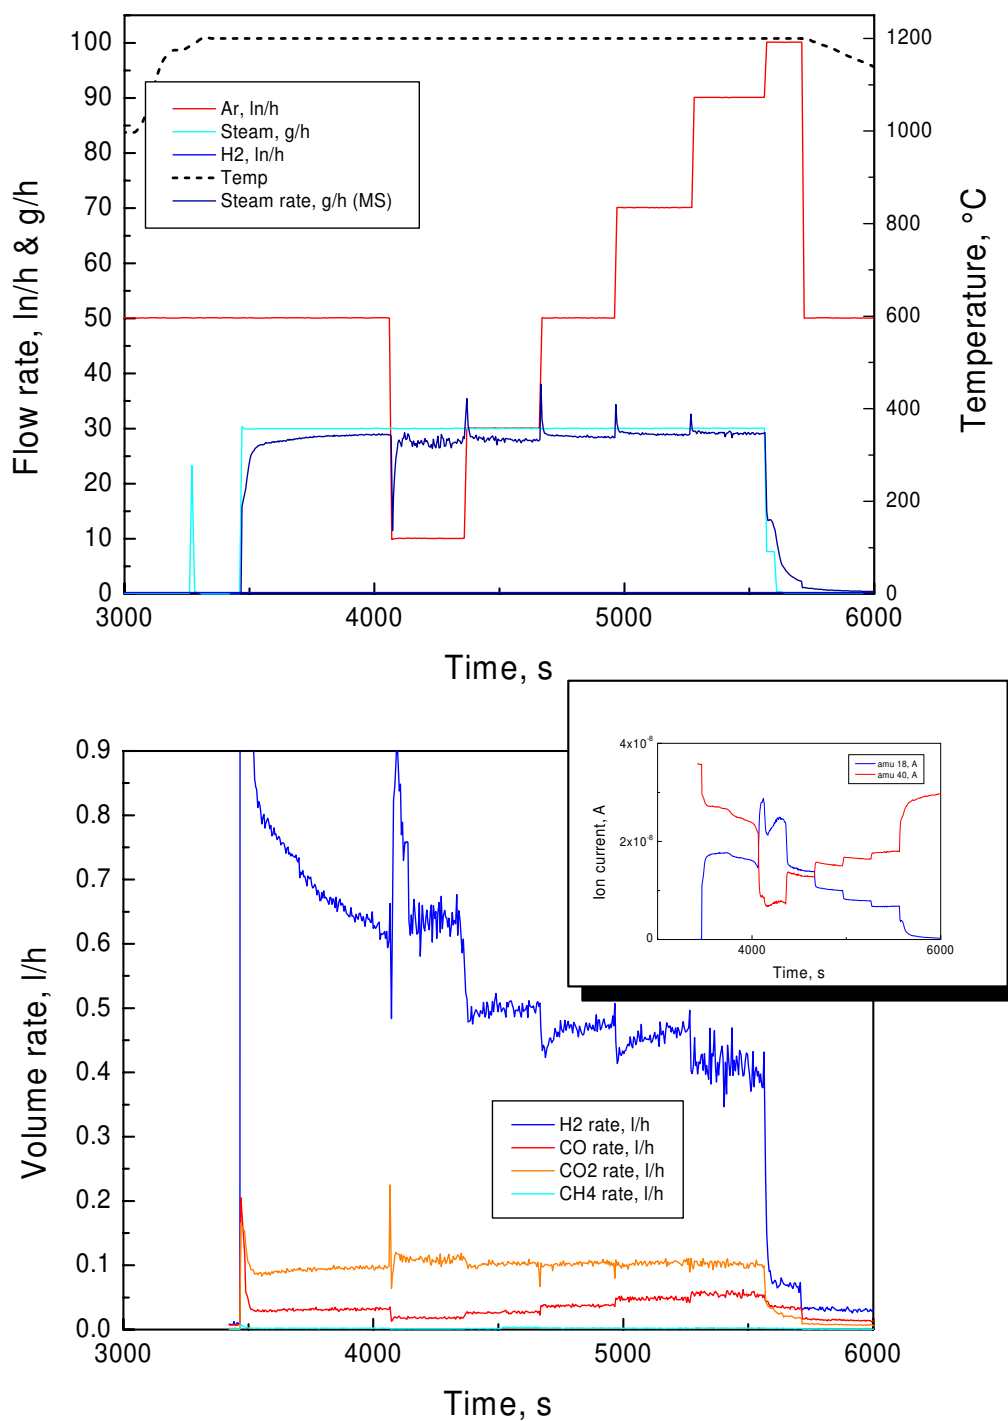 100
90
80
70
60
50
40
30
20
10
0
Flow rate, ln/h & g/h
Ar, ln/h
Steam, g/h
H2, ln/h
Temp
Steam rate, g/h (MS)
1200
1000
800
600
400
200
0
Temperature, °C
3000 4000 5000 6000
Time, s
0.9
0.8
0.7
0.6
0.5
0.4
0.3
0.2
0.1
0.0
Volume rate, l/h
4x10-8
2x10-8
0
Ion current, A
amu 18, A
amu 40, A
4000 6000
Time, s
H2 rate, l/h
CO rate, l/h
CO2 rate, l/h
CH4 rate, l/h
3000 4000 5000 6000
Time, s